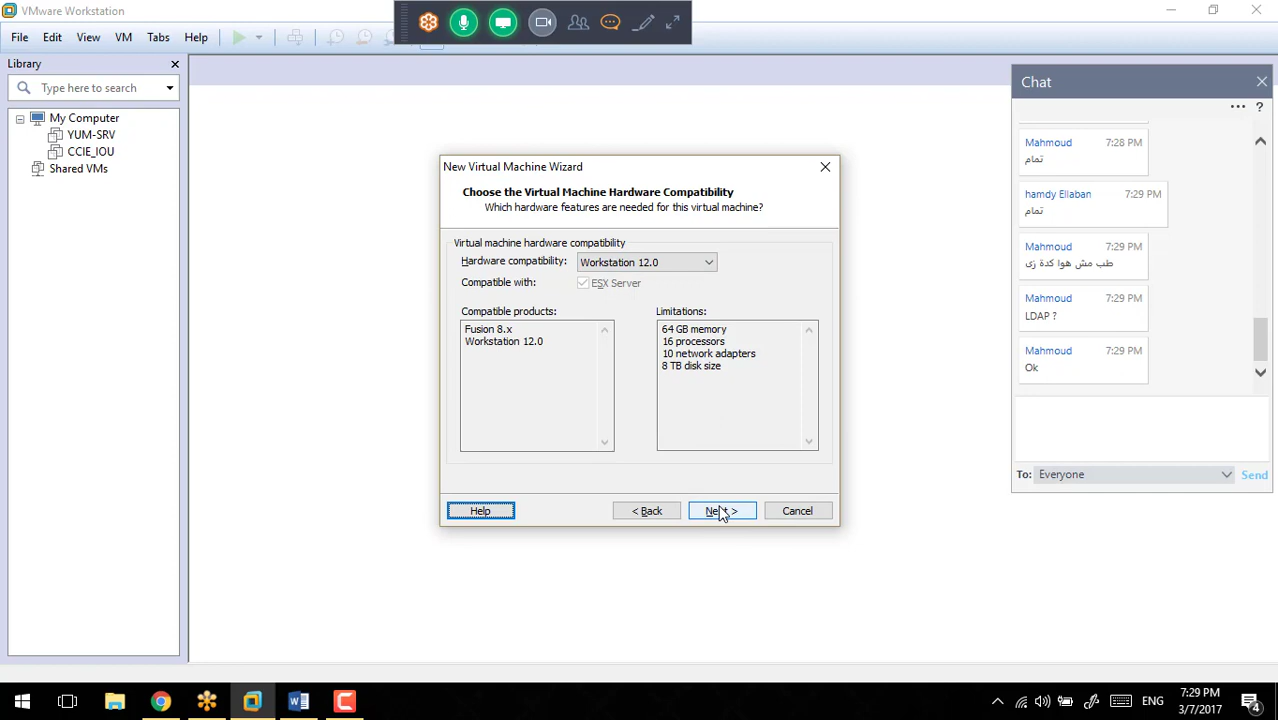 VMware Workstation
File Edit View VM Tabs Help
Library
Type here to search
My Computer
YUM-SRV
CCIE_IOU
Shared VMs
New Virtual Machine Wizard
Choose the Virtual Machine Hardware Compatibility
Which hardware features are needed for this virtual machine?
Virtual machine hardware compatibility
Hardware compatibility: Workstation 12.0
Compatible with: ESX Server
Compatible products:
Fusion 8.x
Workstation 12.0
Limitations:
64 GB memory
16 processors
10 network adapters
8 TB disk size
Help < Back Next > Cancel
Chat
Mahmoud 7:28 PM
تمام
hamdy Ellaban 7:29 PM
تمام
Mahmoud 7:29 PM
طب مش هوا كدة زى
Mahmoud 7:29 PM
LDAP ?
Mahmoud 7:29 PM
Ok
To: Everyone Send
ENG
7:29 PM
3/7/2017
4